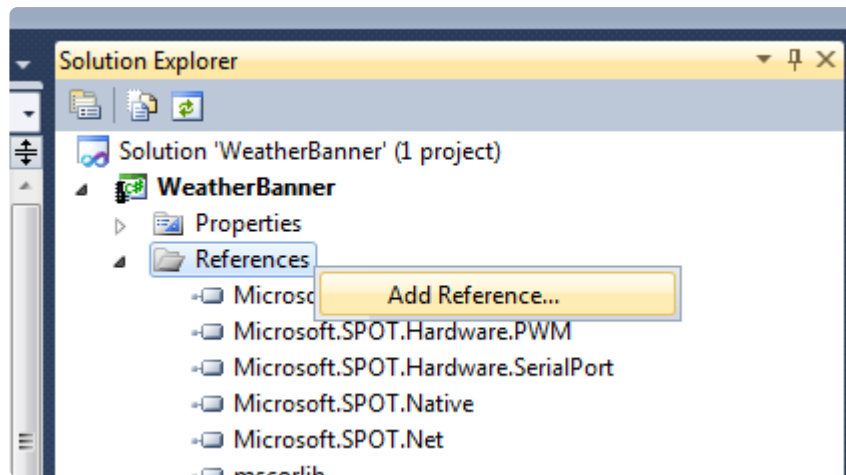 Solution Explorer
Solution 'WeatherBanner' (1 project)
WeatherBanner
Properties
References
Add Reference...
Microsoft.SPOT.Hardware.PWM
Microsoft.SPOT.Hardware.SerialPort
Microsoft.SPOT.Native
Microsoft.SPOT.Net
mscorlib